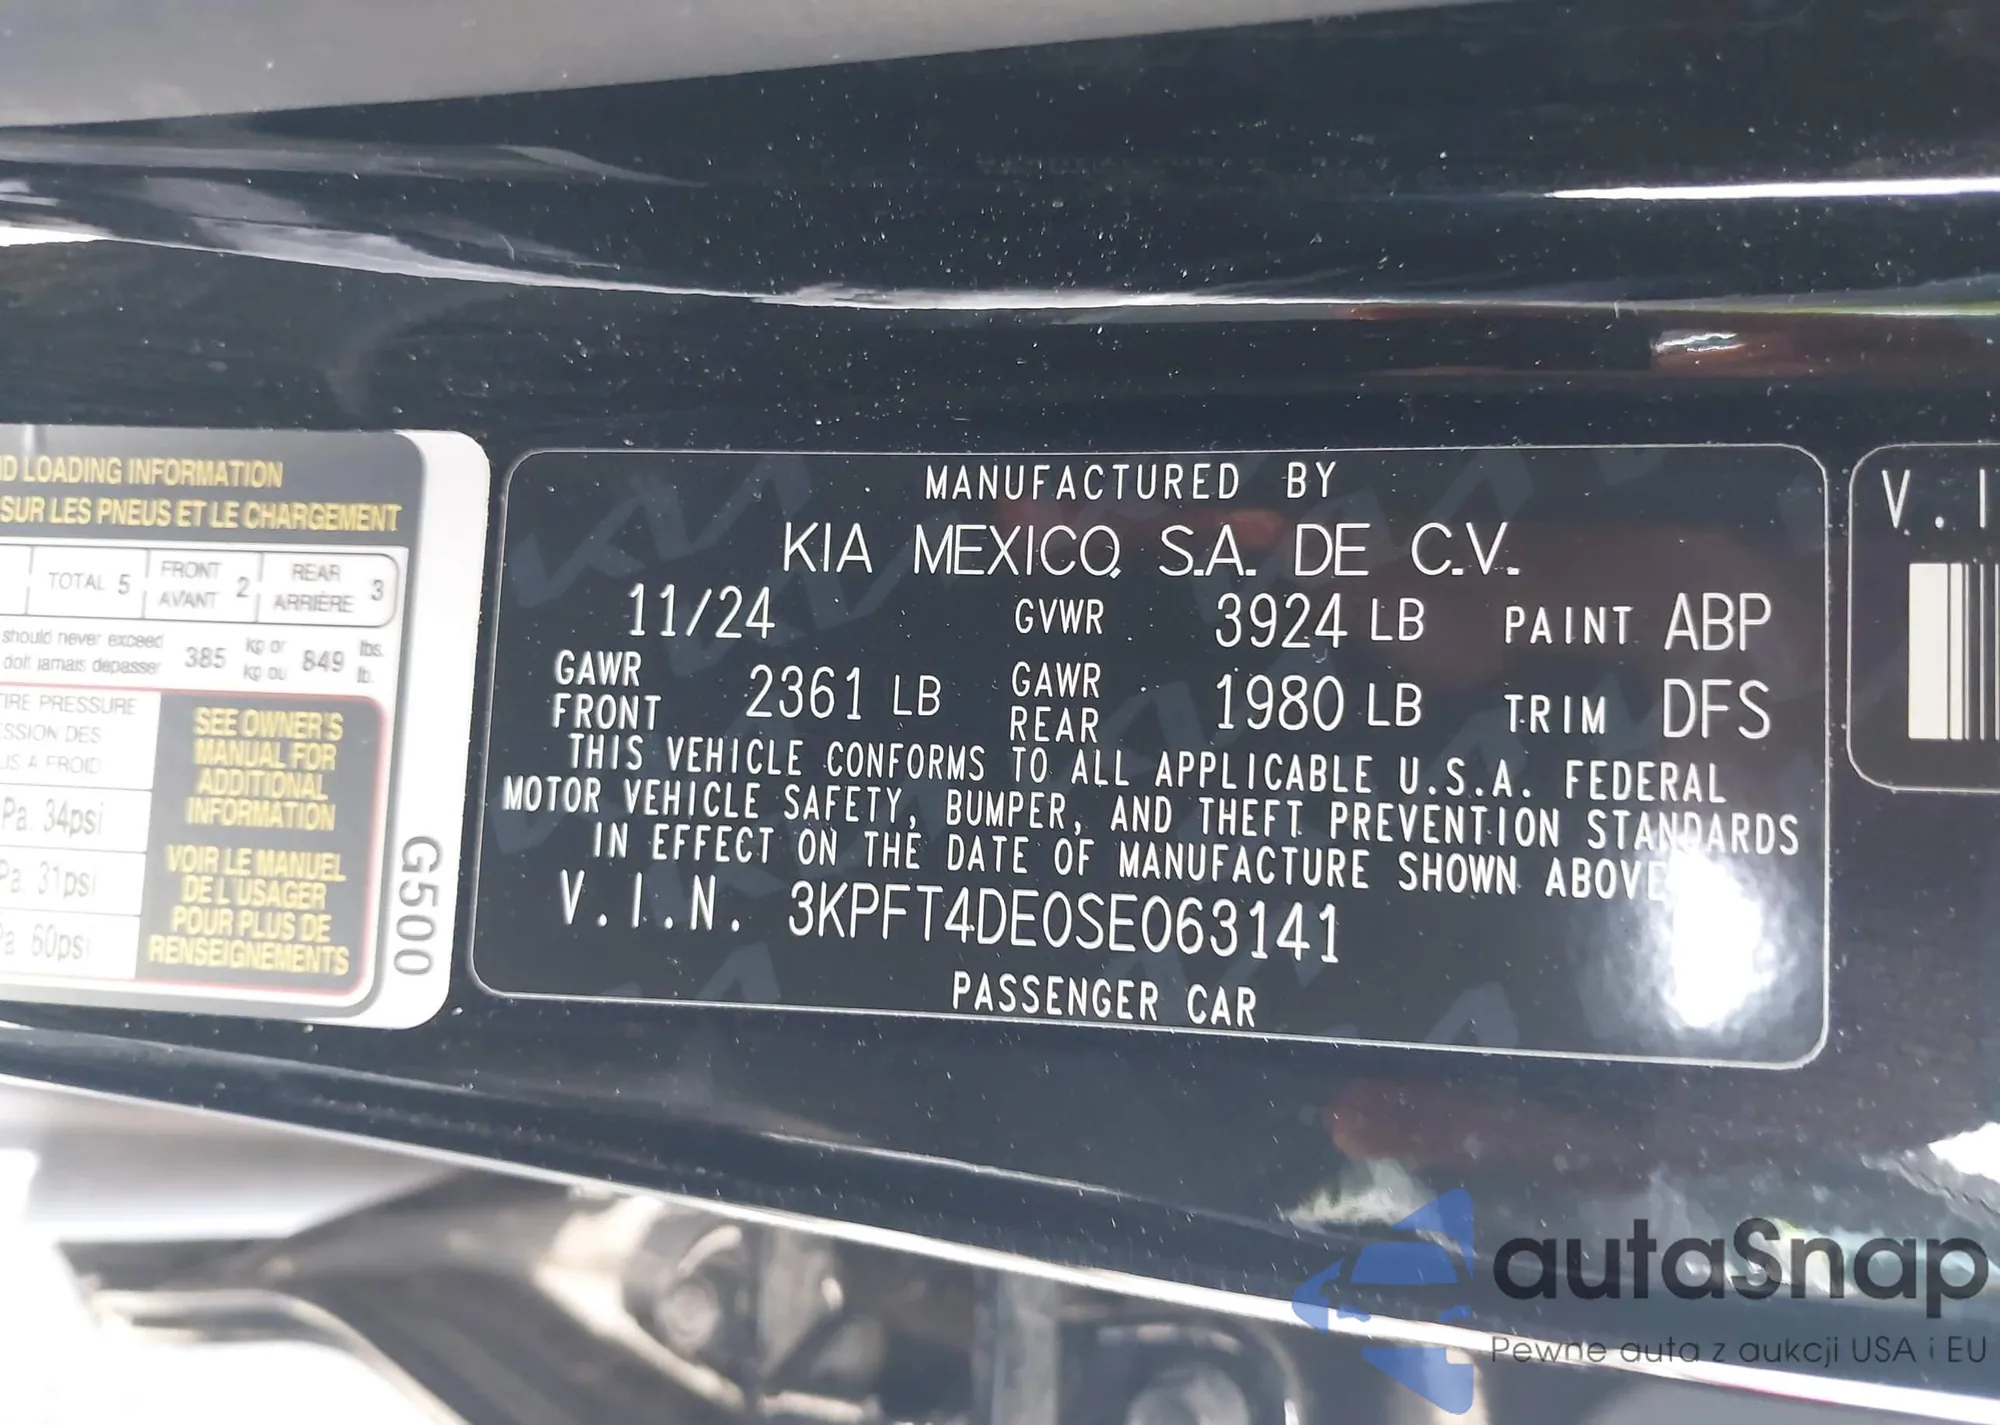 D LOADING INFORMATION
SUR LES PNEUS ET LE CHARGEMENT
TOTAL 5
FRONT
AVANT 2
REAR
ARRIÈRE 3
should never exceed 385 kg or 849 lbs.
doit jamais depasser kg ou lb.
TIRE PRESSURE
SSION DES
US A FROID
Pa. 34psi
Pa. 31psi
Pa 60psi
SEE OWNER'S
MANUAL FOR
ADDITIONAL
INFORMATION
VOIR LE MANUEL
DE L'USAGER
POUR PLUS DE
RENSEIGNEMENTS
G500
MANUFACTURED BY
KIA MEXICO, S.A. DE C.V.
11/24 GVWR 3924 LB PAINT ABP
GAWR
FRONT 2361 LB GAWR
REAR 1980 LB TRIM DFS
THIS VEHICLE CONFORMS TO ALL APPLICABLE U.S.A. FEDERAL
MOTOR VEHICLE SAFETY, BUMPER, AND THEFT PREVENTION STANDARDS
IN EFFECT ON THE DATE OF MANUFACTURE SHOWN ABOVE
V.I.N. 3KPFT4DE0SE063141
PASSENGER CAR
V.I
autaSnap
Pewne auta z aukcji USA i EU